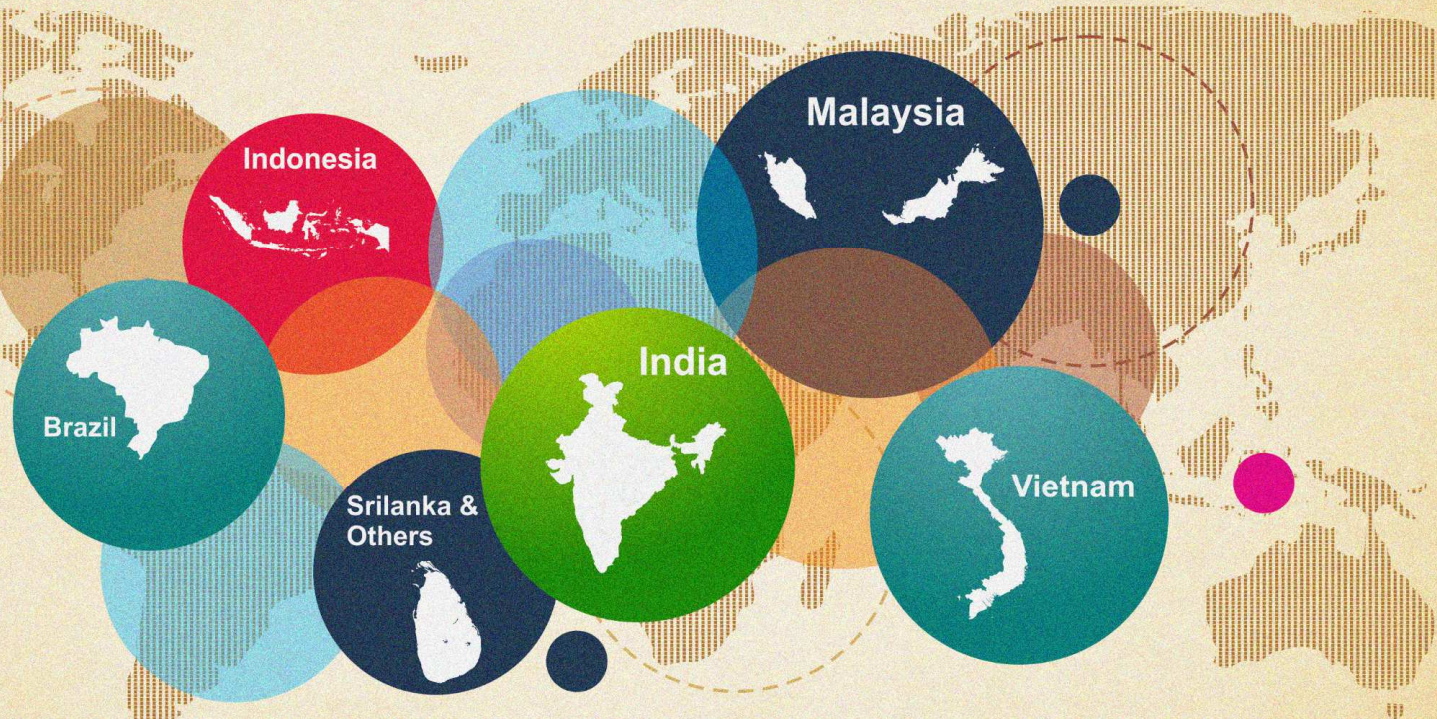 Malaysia
Indonesia
India
Brazil
Vietnam
Srilanka &
Others